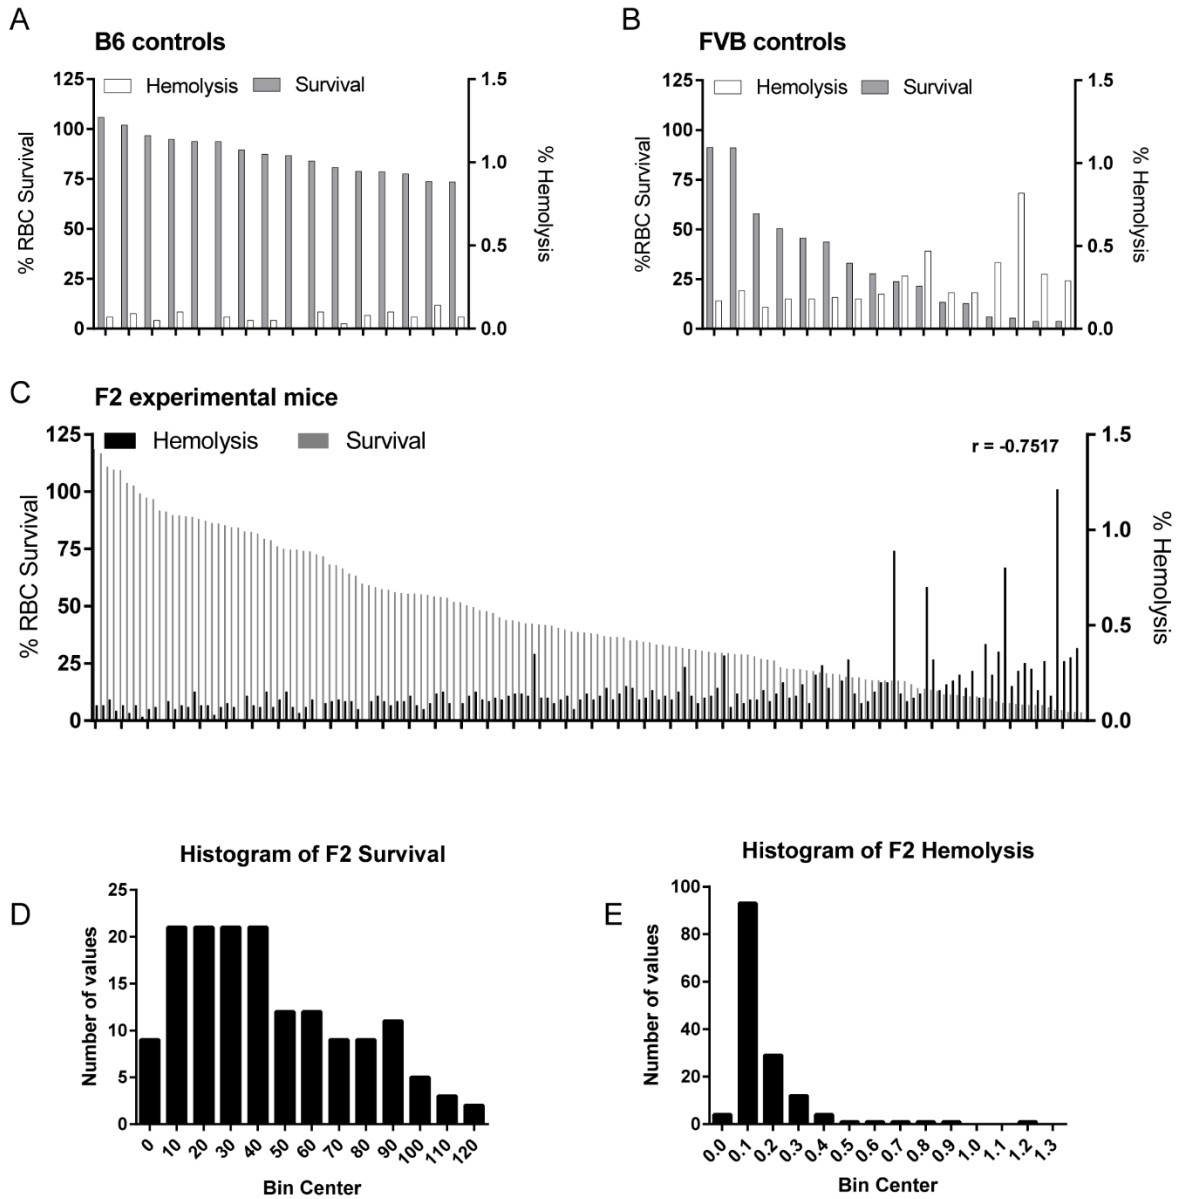 A
B6 controls
Hemolysis Survival
% RBC Survival
125
100
75
50
25
0
1.5
1.0
0.5
0.0
% Hemolysis
B
FVB controls
Hemolysis Survival
%RBC Survival
125
100
75
50
25
0
1.5
1.0
0.5
0.0
% Hemolysis
C
F2 experimental mice
Hemolysis Survival
r = -0.7517
% RBC Survival
125
100
75
50
25
0
1.5
1.0
0.5
0.0
% Hemolysis
D
Histogram of F2 Survival
Number of values
25
20
15
10
5
0
0 10 20 30 40 50 60 70 80 90 100 110 120
Bin Center
E
Histogram of F2 Hemolysis
Number of values
100
80
60
40
20
0
0.0 0.1 0.2 0.3 0.4 0.5 0.6 0.7 0.8 0.9 1.0 1.1 1.2 1.3
Bin Center